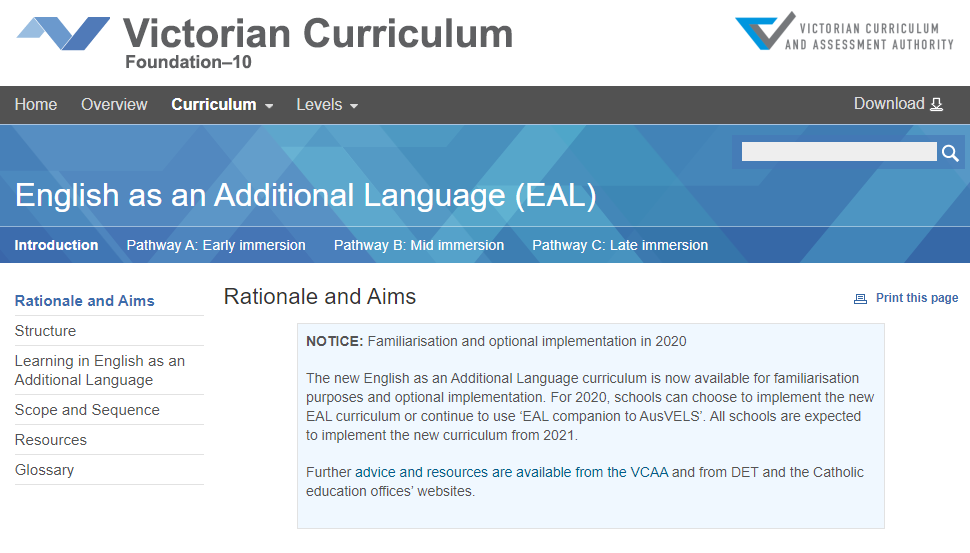 Victorian Curriculum
Foundation–10
VICTORIAN CURRICULUM
AND ASSESSMENT AUTHORITY
Home Overview Curriculum Levels Download
English as an Additional Language (EAL)
Introduction Pathway A: Early immersion Pathway B: Mid immersion Pathway C: Late immersion
Rationale and Aims
Structure
Learning in English as an
Additional Language
Scope and Sequence
Resources
Glossary
Rationale and Aims
Print this page
NOTICE: Familiarisation and optional implementation in 2020
The new English as an Additional Language curriculum is now available for familiarisation
purposes and optional implementation. For 2020, schools can choose to implement the new
EAL curriculum or continue to use ‘EAL companion to AusVELS’. All schools are expected
to implement the new curriculum from 2021.
Further advice and resources are available from the VCAA and from DET and the Catholic
education offices’ websites.